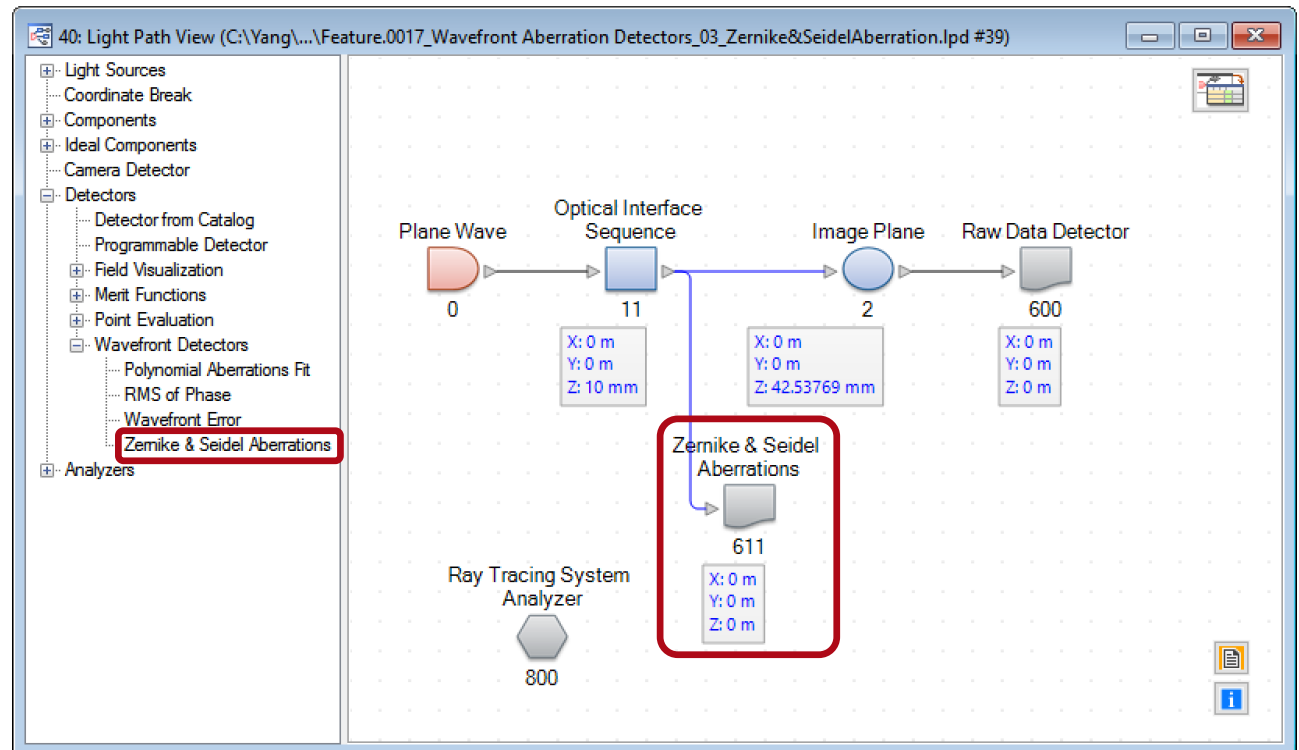 40: Light Path View (C:\Yang\...\Feature.0017_Wavefront Aberration Detectors_03_Zernike&SeidelAberration.lpd #39)
Light Sources
Coordinate Break
Components
Ideal Components
Camera Detector
Detectors
Detector from Catalog
Programmable Detector
Field Visualization
Merit Functions
Point Evaluation
Wavefront Detectors
Polynomial Aberrations Fit
RMS of Phase
Wavefront Error
Zernike & Seidel Aberrations
Analyzers
Plane Wave
0
Optical Interface
Sequence
11
X: 0 m
Y: 0 m
Z: 10 mm
Image Plane
2
X: 0 m
Y: 0 m
Z: 42.53769 mm
Raw Data Detector
600
X: 0 m
Y: 0 m
Z: 0 m
Zernike & Seidel
Aberrations
611
X: 0 m
Y: 0 m
Z: 0 m
Ray Tracing System
Analyzer
800